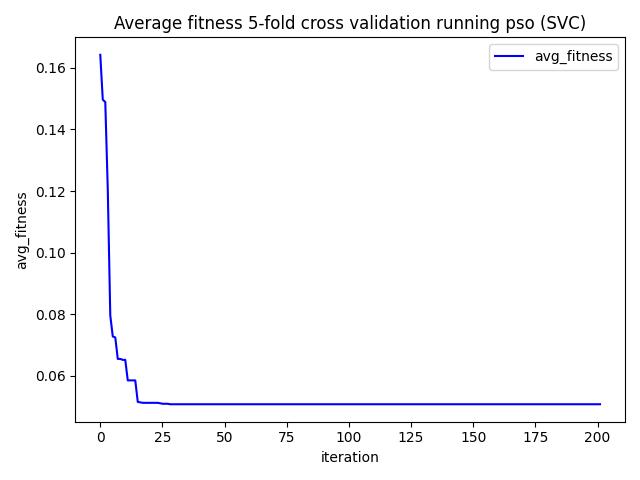 Average fitness 5-fold cross validation running pso (SVC)
avg_fitness
0.16
0.14
0.12
0.10
0.08
0.06
avg_fitness
0 25 50 75 100 125 150 175 200
iteration